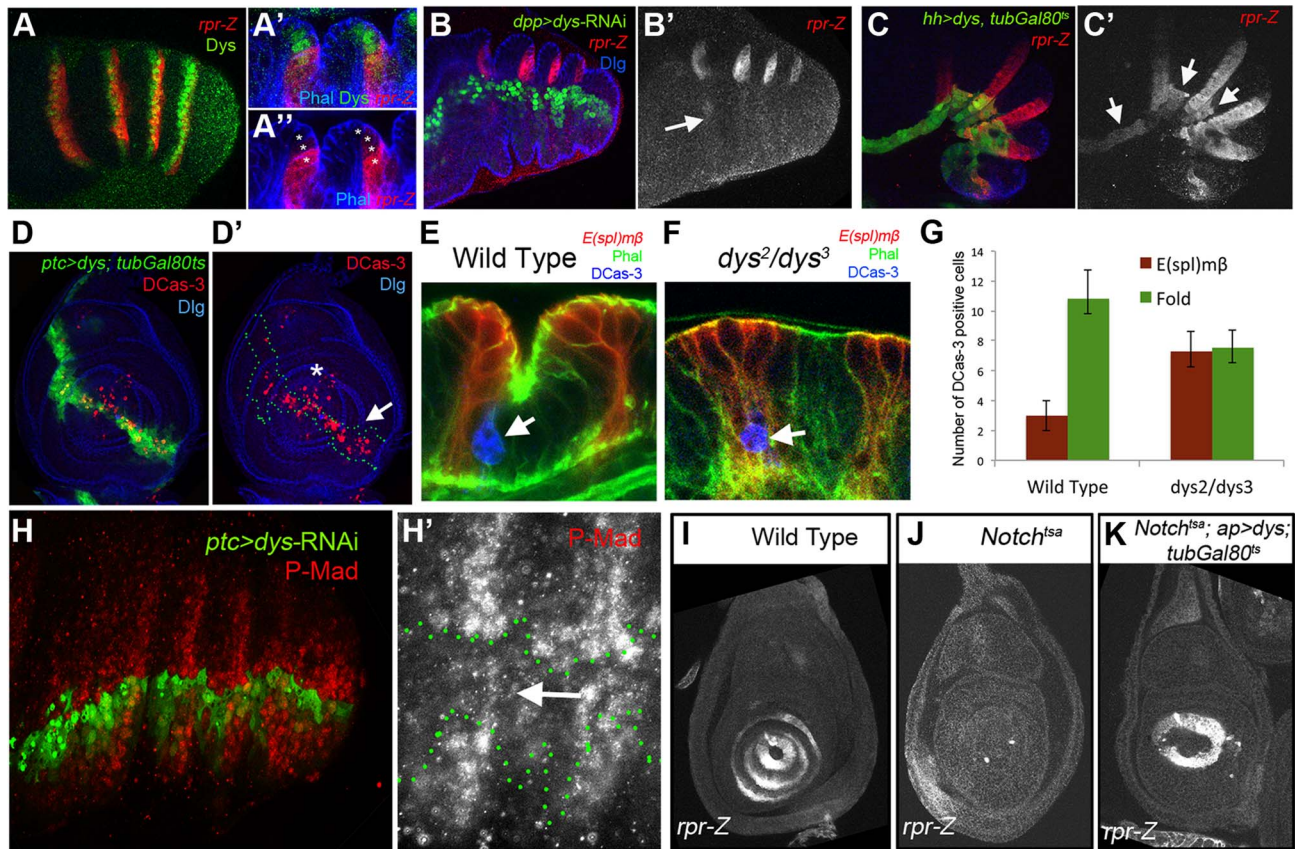 A
rpr-Z
Dys
A'
Phal Dys rpr-Z
A''
Phal rpr-Z
B
dpp>dys-RNAi
rpr-Z
Dlg
B'
rpr-Z
C
hh>dys, tubGal80ts
rpr-Z
C'
rpr-Z
D
ptc>dys; tubGal80ts
DCas-3
Dlg
D'
DCas-3
Dlg
*
E
Wild Type
E(spl)mβ
Phal
DCas-3
F
dys2/dys3
E(spl)mβ
Phal
DCas-3
G
Number of DCas-3 positive cells
14
12
10
8
6
4
2
0
E(spl)mβ
Fold
Wild Type
dys2/dys3
H
ptc>dys-RNAi
P-Mad
H'
P-Mad
I
Wild Type
rpr-Z
J
Notchtsa
rpr-Z
K
Notchtsa; ap>dys;
tubGal80ts
rpr-Z